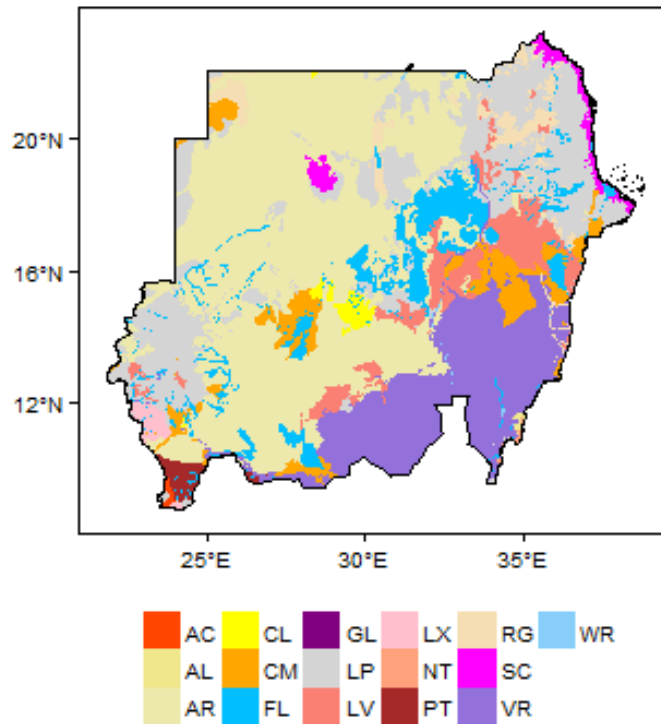 20°N
16°N
12°N
25°E 30°E 35°E
AC CL GL LX RG WR
AL CM LP NT SC
AR FL LV PT VR